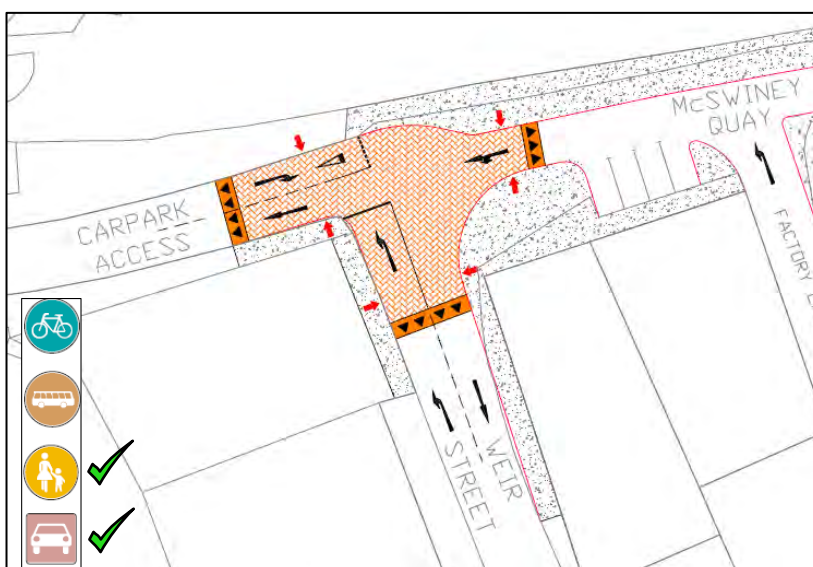 McSWINEY
QUAY
CARPARK
ACCESS
FACTORY
WEIR
STREET